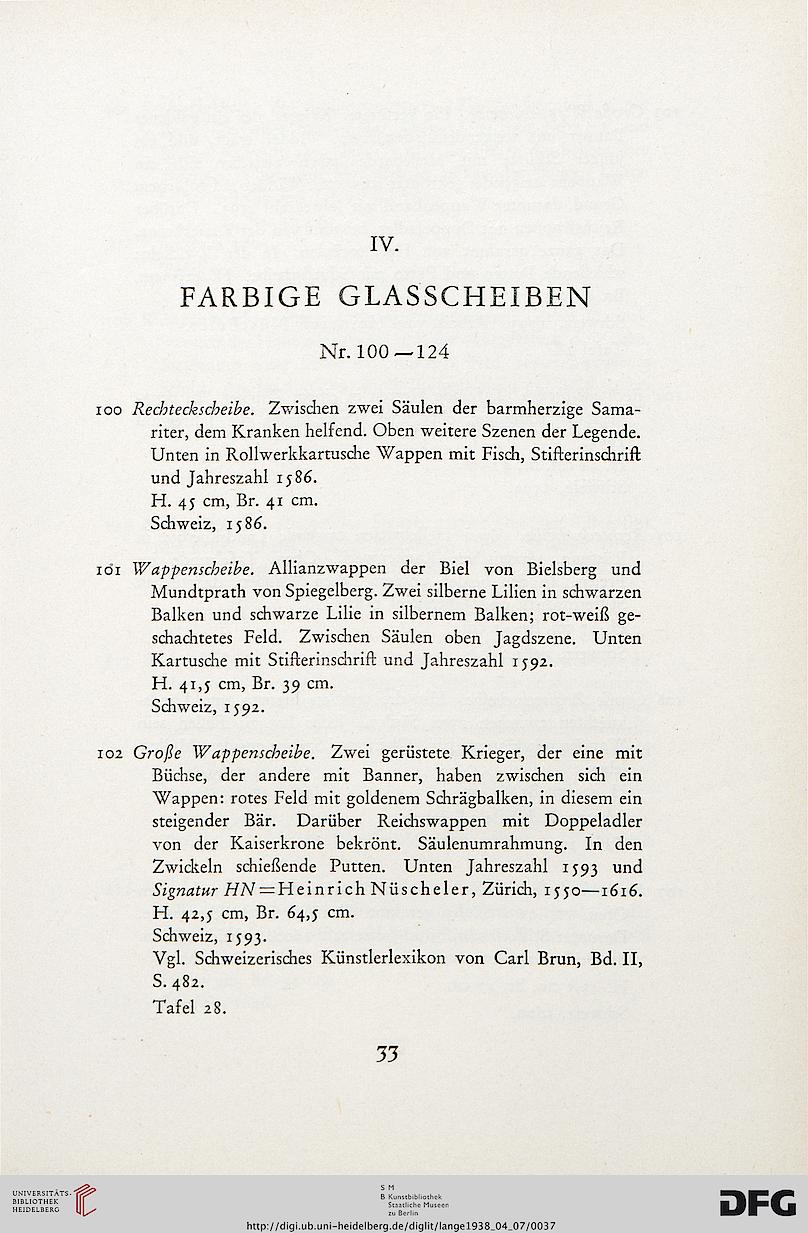 IV.
FARBIGE GLASSCHEIBEN
Nr. 100—124
100 Rechteckscheibe. Zwischen zwei Säulen der barmherzige Sama-
riter, dem Kranken helfend. Oben weitere Szenen der Legende.
Unten in Rollwerkkartusche Wappen mit Fisch, Stifterinschrift
und Jahreszahl 1586.
H. 45 cm, Br. 41 cm.
Schweiz, 1586.
101 Wappenscheibe. Allianzwappen der Biel von Bielsberg und
Mundtprath von Spiegelberg. Zwei silberne Lilien in schwarzen
Balken und schwarze Lilie in silbernem Balken; rot-weiß ge-
schachtetes Feld. Zwischen Säulen oben Jagdszene. Unten
Kartusche mit Stifterinschrift und Jahreszahl 1592.
H. 41,5 cm, Br. 39 cm.
Schweiz, 1592.
102 Große Wappenscheibe. Zwei gerüstete Krieger, der eine mit
Büchse, der andere mit Banner, haben zwischen sich ein
Wappen: rotes Feld mit goldenem Schrägbalken, in diesem ein
steigender Bär. Darüber Reichswappen mit Doppeladler
von der Kaiserkrone bekrönt. Säulenumrahmung. In den
Zwickeln schießende Putten. Unten Jahreszahl 1593 und
Signatur HN = Heinrich Nüscheler, Zürich, 1550—1616.
H. 42,5 cm, Br. 64,5 cm.
Schweiz, 1593.
Vgl. Schweizerisches Künstlerlexikon von Carl Brun, Bd. II,
S. 482.
Tafel 28.
33
UNIVERSITÄTS-
BIBLIOTHEK
HEIDELBERG
S M
B Kunstbibliothek
Staatliche Museen
zu Berlin
DFG
http://digi.ub.uni-heidelberg.de/diglit/lange1938_04_07/0037